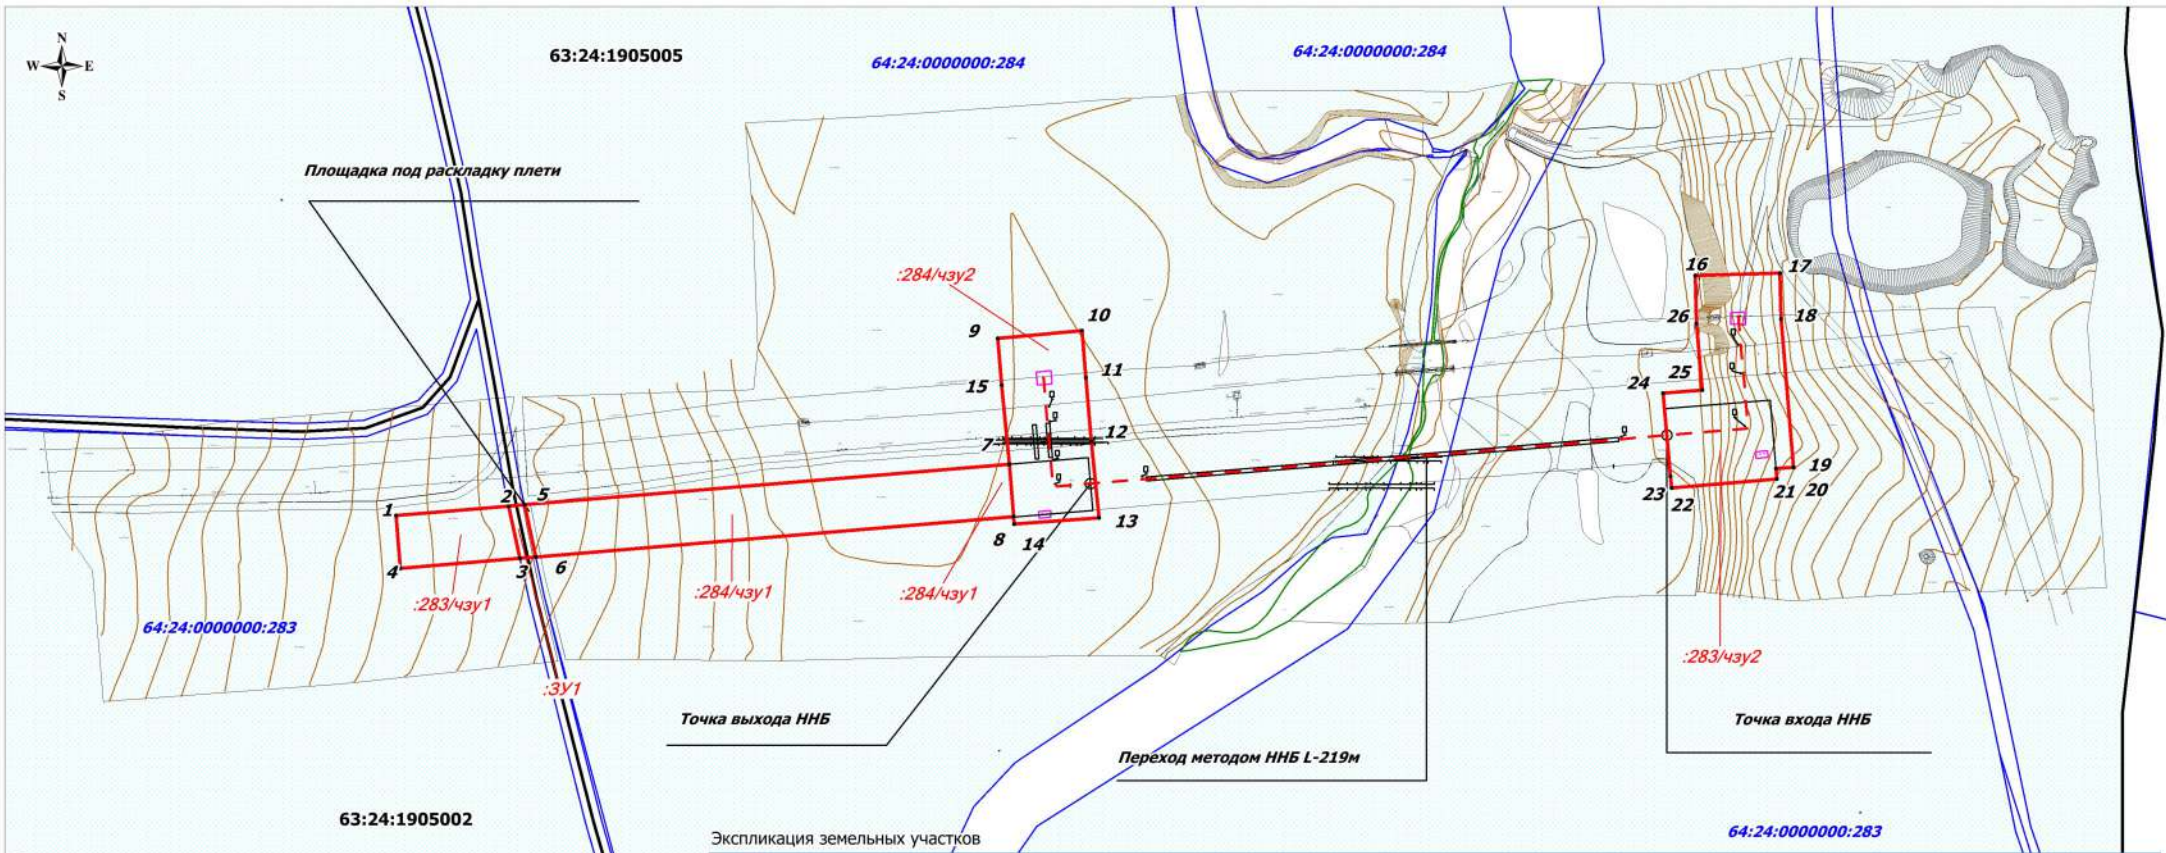 N
W E
S
63:24:1905005
64:24:0000000:284
64:24:0000000:284
Площадка под раскладку плети
:284/чзу2
9
10
15
11
7
12
16
17
26
18
25
24
19
20
21
22
23
1
2
5
4
3
6
8
14
13
:283/чзу1
:284/чзу1
:284/чзу1
64:24:0000000:283
:ЗУ1
:283/чзу2
Точка выхода ННБ
Точка входа ННБ
Переход методом ННБ L-219м
63:24:1905002
Экспликация земельных участков
64:24:0000000:283